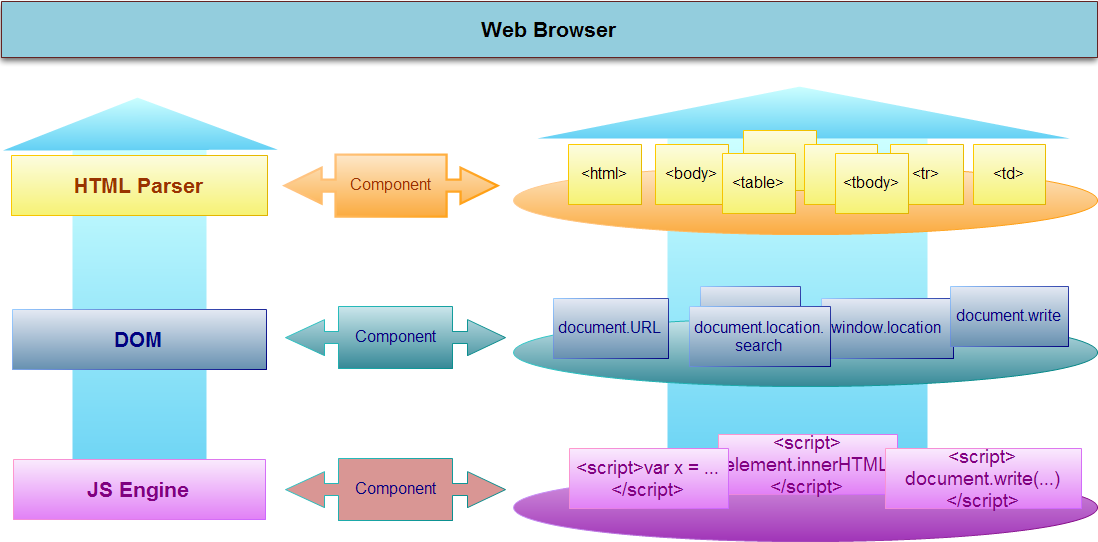 Web Browser
HTML Parser
Component
<html>
<body>
<table>
<tbody>
<tr>
<td>
DOM
Component
document.URL
document.location.
search
window.location
document.write
JS Engine
Component
<script>var x = ...
</script>
<script>
element.innerHTML
</script>
<script>
document.write(...)
</script>